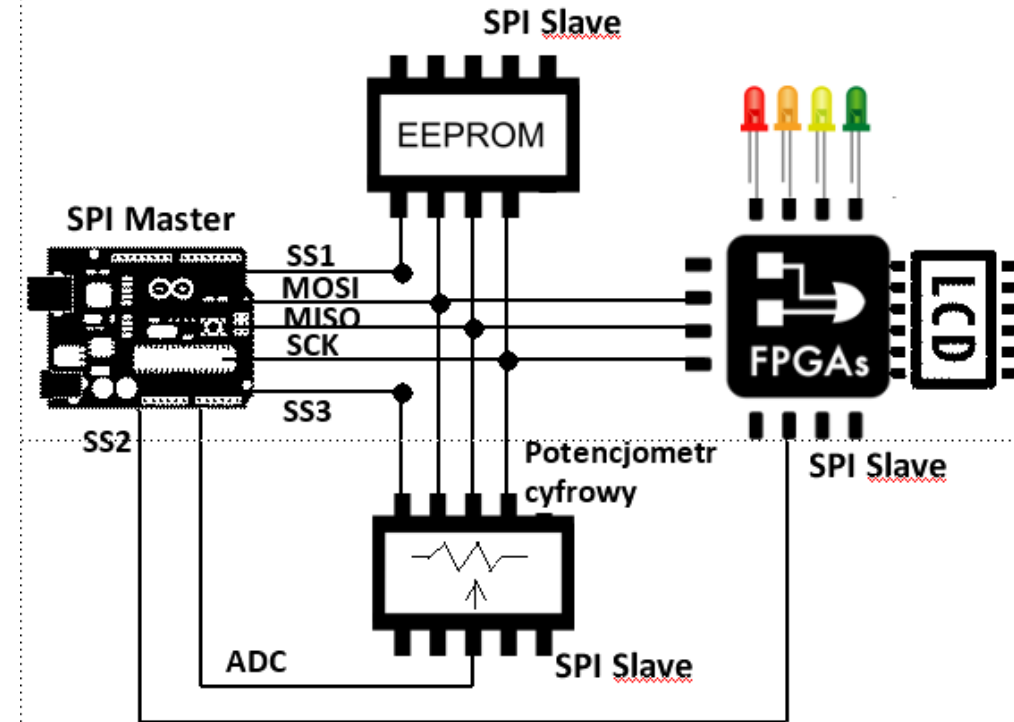 SPI Slave
EEPROM
SPI Master
SS1
MOSI
MISO
SCK
SS3
SS2
FPGAs
LCD
SPI Slave
Potencjometr
cyfrowy
ADC
SPI Slave